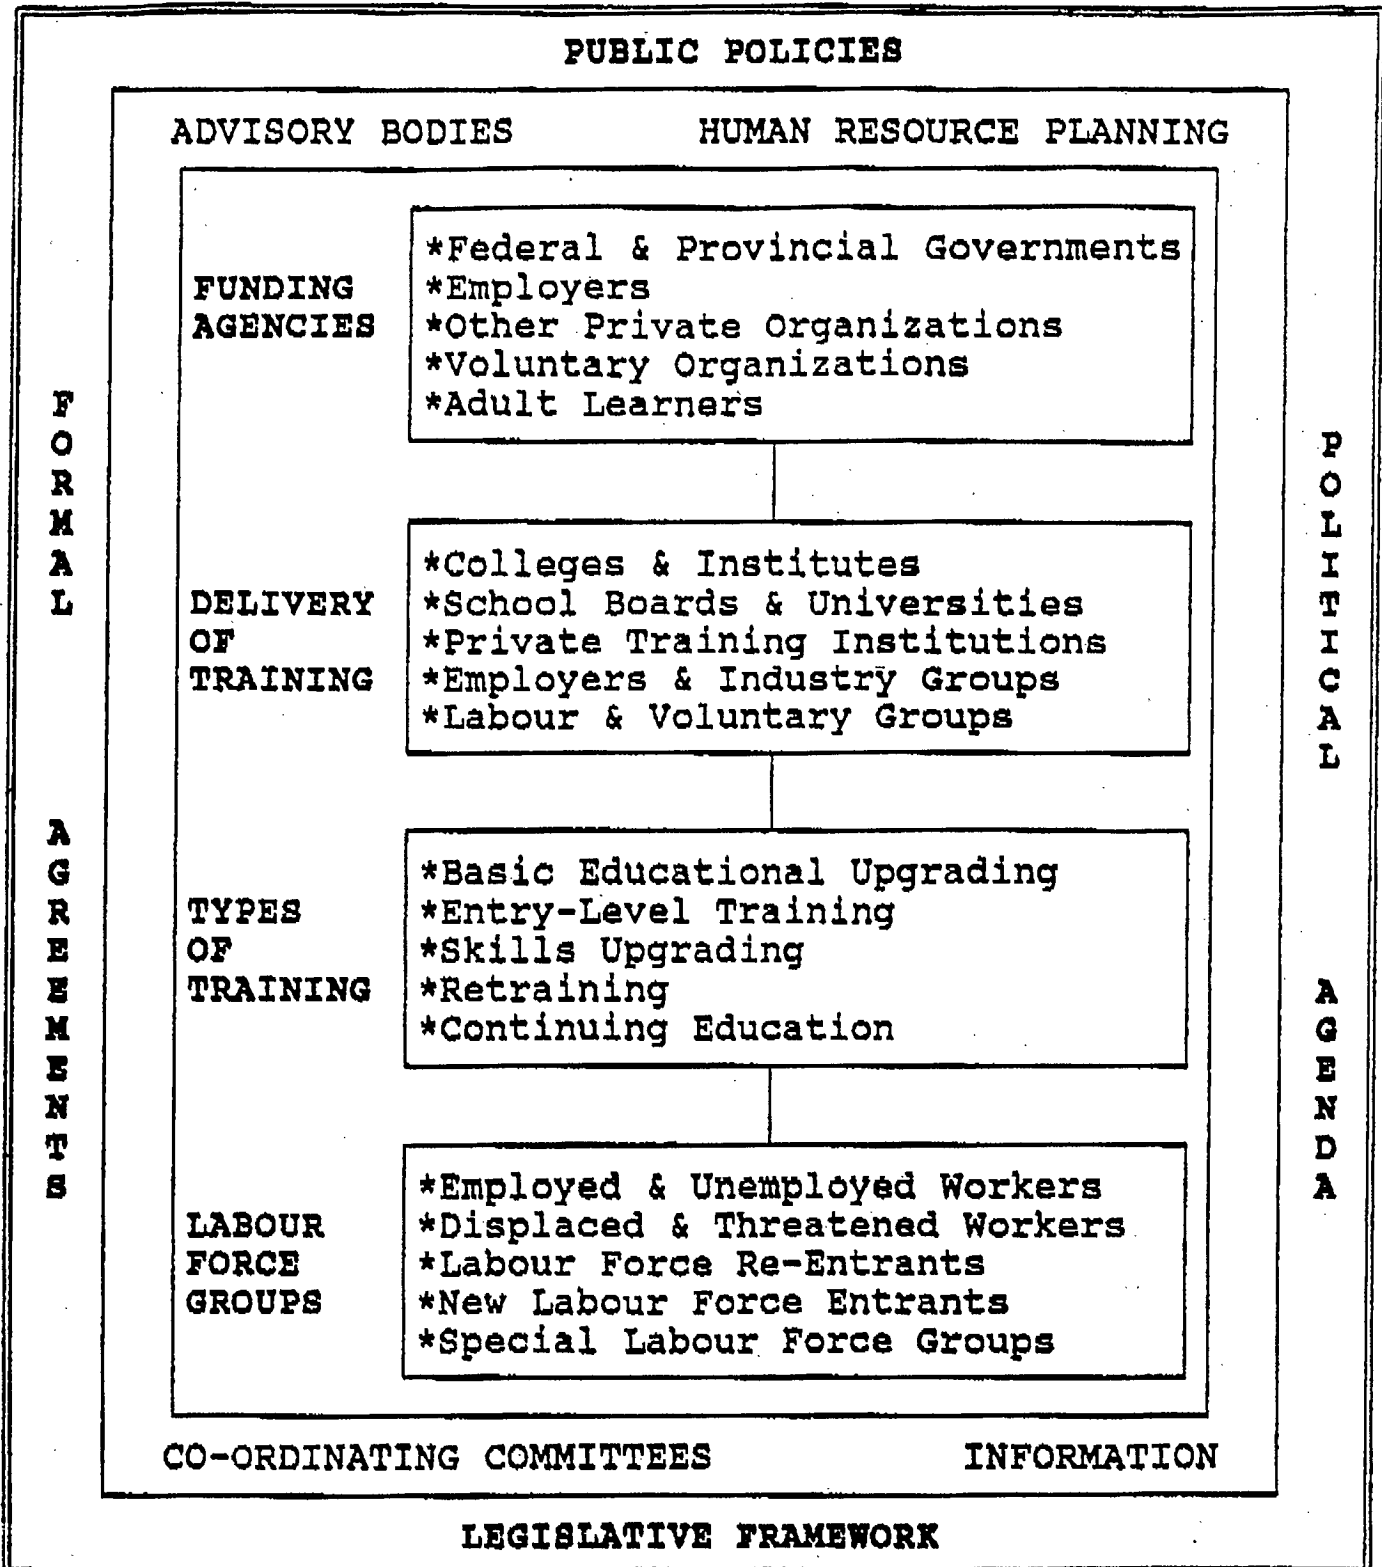 PUBLIC POLICIES
ADVISORY BODIES HUMAN RESOURCE PLANNING
FORMAL AGREEMENTS
FUNDING
AGENCIES
*Federal & Provincial Governments
*Employers
*Other Private Organizations
*Voluntary Organizations
*Adult Learners
DELIVERY
OF
TRAINING
*Colleges & Institutes
*School Boards & Universities
*Private Training Institutions
*Employers & Industry Groups
*Labour & Voluntary Groups
TYPES
OF
TRAINING
*Basic Educational Upgrading
*Entry-Level Training
*Skills Upgrading
*Retraining
*Continuing Education
LABOUR
FORCE
GROUPS
*Employed & Unemployed Workers
*Displaced & Threatened Workers
*Labour Force Re-Entrants
*New Labour Force Entrants
*Special Labour Force Groups
POLITICAL AGENDA
CO-ORDINATING COMMITTEES INFORMATION
LEGISLATIVE FRAMEWORK